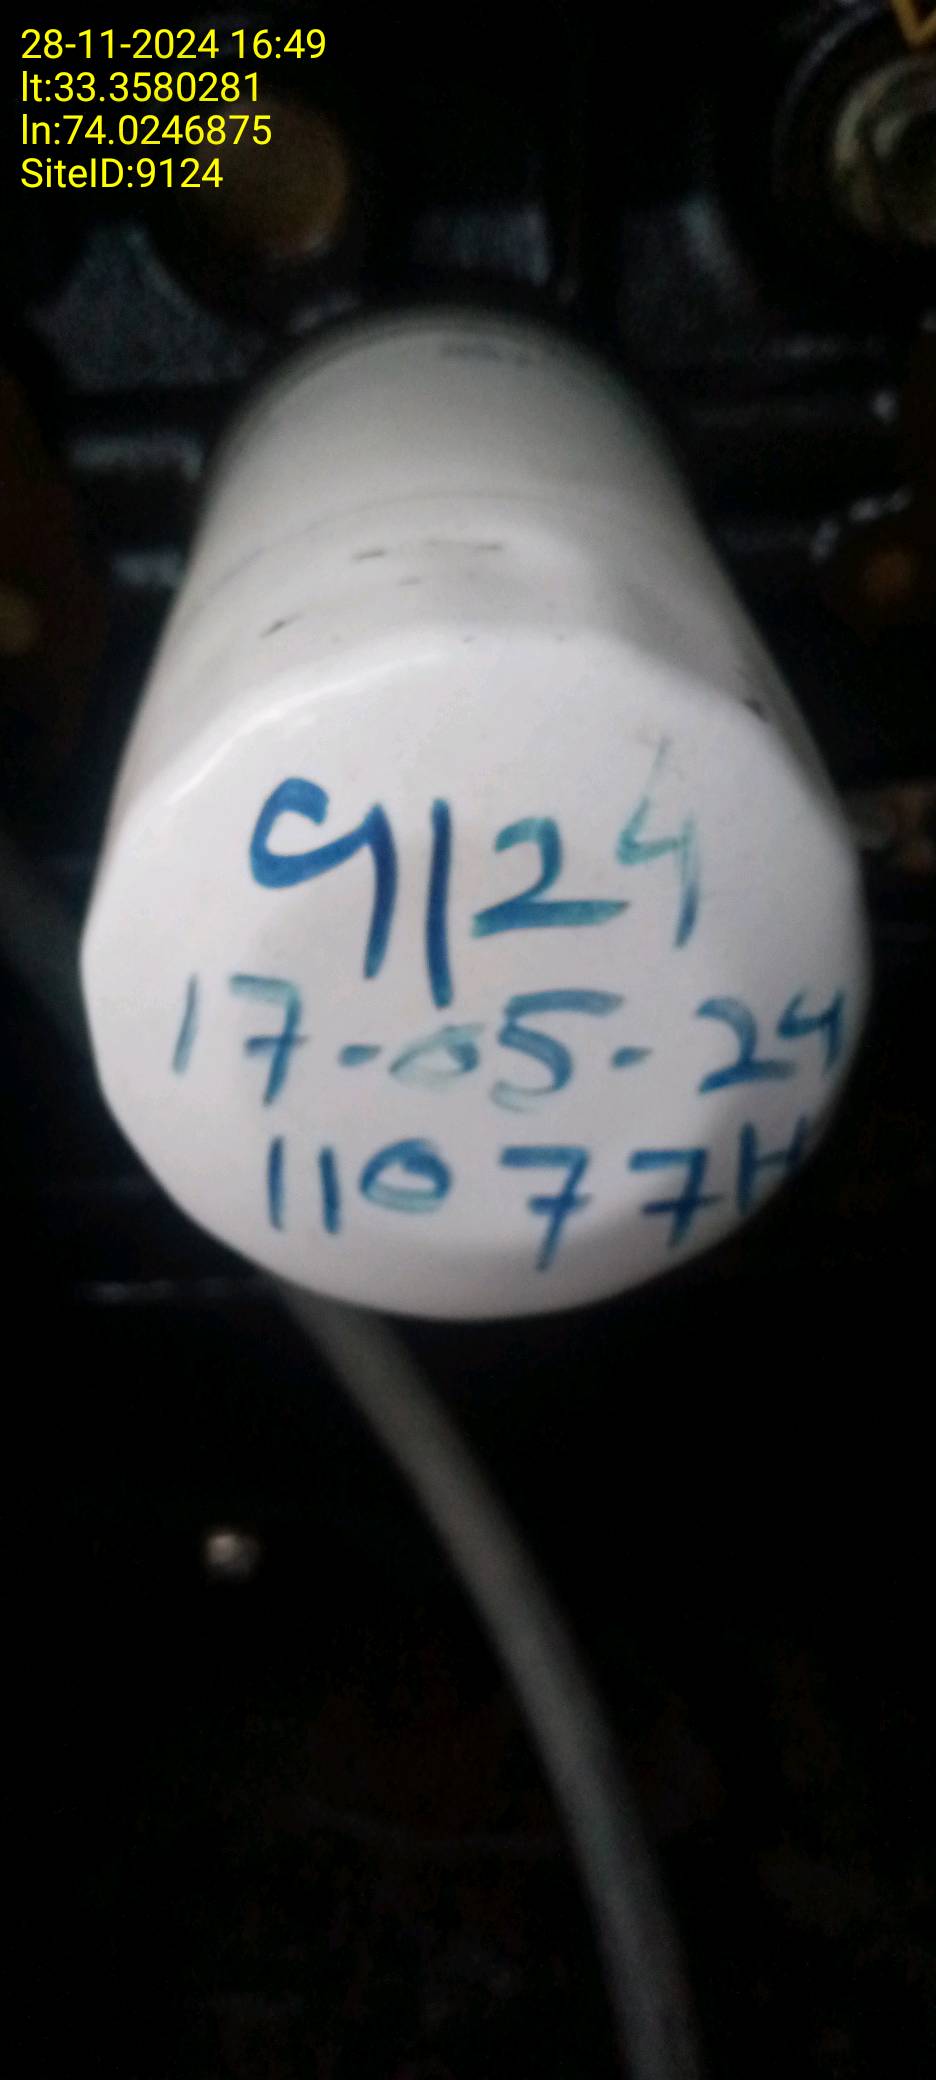 28-11-2024 16:49
lt:33.3580281
ln:74.0246875
SiteID:9124
9124
17-05-24
11077H